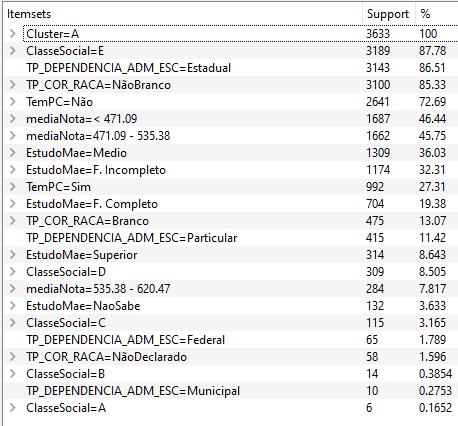 Itemsets Support %
Cluster=A 3633 100
ClasseSocial=E 3189 87.78
TP_DEPENDENCIA_ADM_ESC=Estadual 3143 86.51
TP_COR_RACA=NãoBranco 3100 85.33
TemPC=Não 2641 72.69
mediaNota=< 471.09 1687 46.44
mediaNota=471.09 - 535.38 1662 45.75
EstudoMae=Medio 1309 36.03
EstudoMae=F. Incompleto 1174 32.31
TemPC=Sim 992 27.31
EstudoMae=F. Completo 704 19.38
TP_COR_RACA=Branco 475 13.07
TP_DEPENDENCIA_ADM_ESC=Particular 415 11.42
EstudoMae=Superior 314 8.643
ClasseSocial=D 309 8.505
mediaNota=535.38 - 620.47 284 7.817
EstudoMae=NaoSabe 132 3.633
ClasseSocial=C 115 3.165
TP_DEPENDENCIA_ADM_ESC=Federal 65 1.789
TP_COR_RACA=NãoDeclarado 58 1.596
ClasseSocial=B 14 0.3854
TP_DEPENDENCIA_ADM_ESC=Municipal 10 0.2753
ClasseSocial=A 6 0.1652